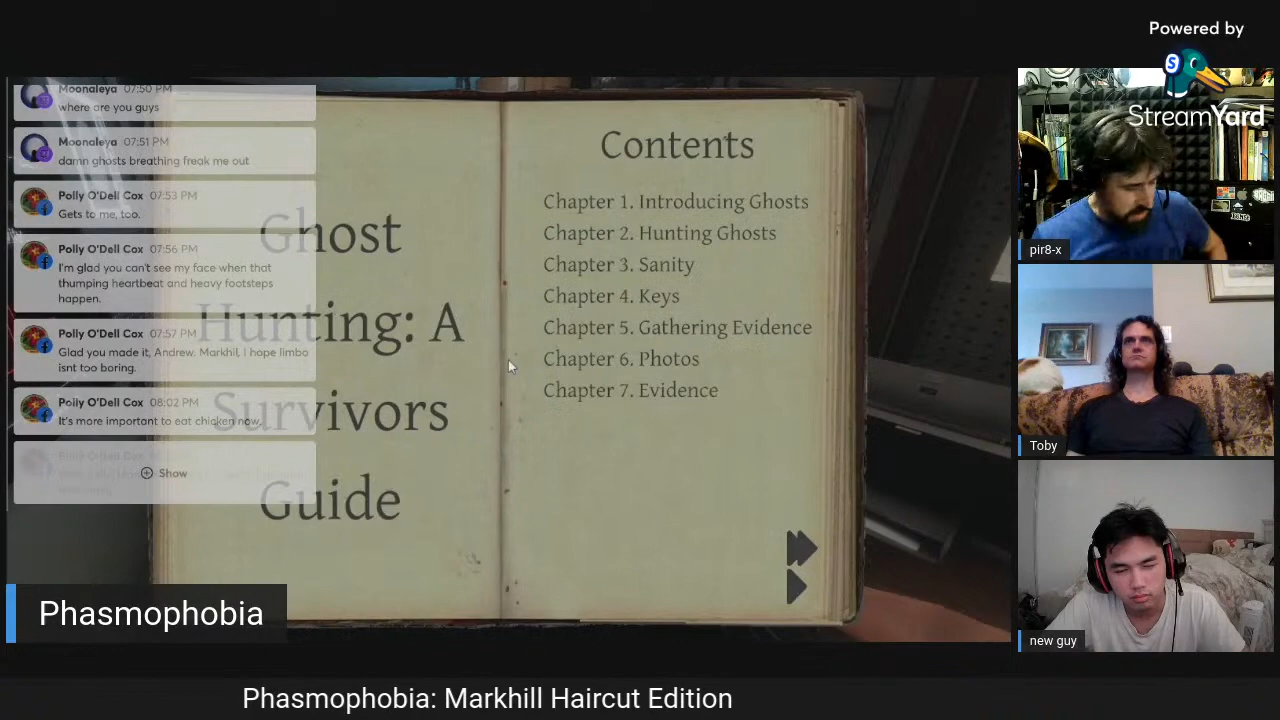 Powered by
StreamYard
Moonaleya 07:50 PM
where are you guys
Moonaleya 07:51 PM
damn ghosts breathing freak me out
Polly O'Dell Cox 07:53 PM
Gets to me, too.
Polly O'Dell Cox 07:56 PM
I'm glad you can't see my face when that
thumping heartbeat and heavy footsteps
happen.
Polly O'Dell Cox 07:57 PM
Glad you made it, Andrew. Markhil, I hope limbo
isnt too boring.
Polly O'Dell Cox 08:02 PM
It's more important to eat chicken now.
Show
Ghost
Hunting: A
Survivors
Guide
Contents
Chapter 1. Introducing Ghosts
Chapter 2. Hunting Ghosts
Chapter 3. Sanity
Chapter 4. Keys
Chapter 5. Gathering Evidence
Chapter 6. Photos
Chapter 7. Evidence
pir8-x
Toby
new guy
Phasmophobia
Phasmophobia: Markhill Haircut Edition